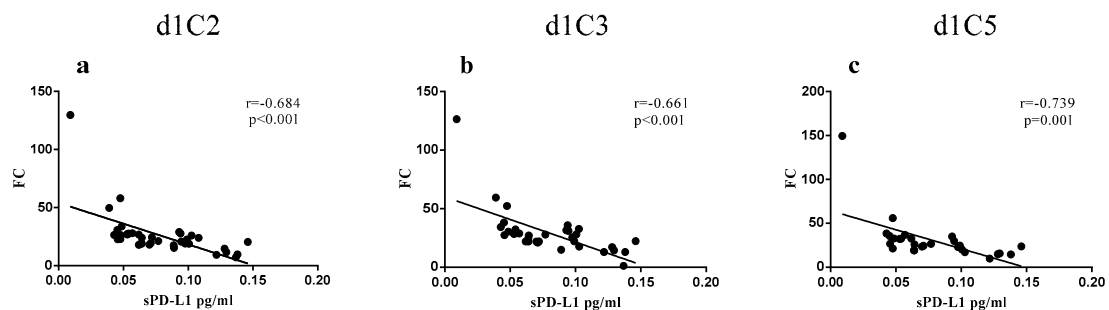 d1C2
a
r=-0.684
p<0.001
150
100
50
0
FC
0.00 0.05 0.10 0.15 0.20
sPD-L1 pg/ml
d1C3
b
r=-0.661
p<0.001
150
100
50
0
FC
0.00 0.05 0.10 0.15 0.20
sPD-L1 pg/ml
d1C5
c
r=-0.739
p=0.001
200
150
100
50
0
FC
0.00 0.05 0.10 0.15 0.20
sPD-L1 pg/ml